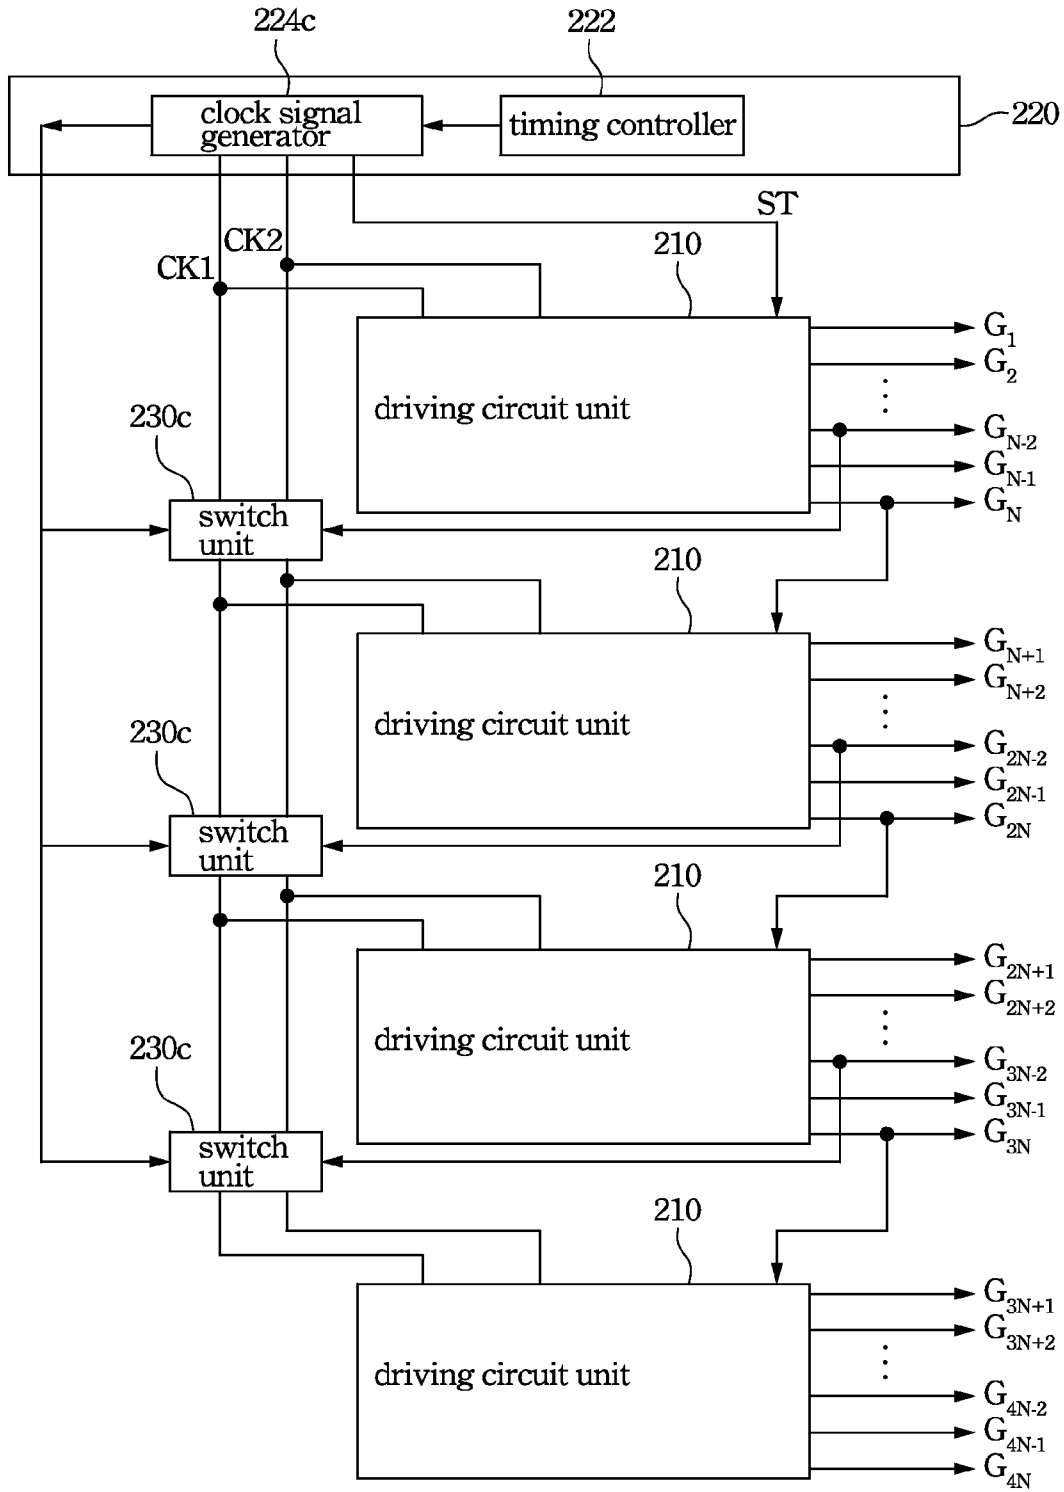 224c
222
clock signal
generator
timing controller
220
ST
CK2
CK1
210
driving circuit unit
G1
G2
GN-2
GN-1
GN
230c
switch
unit
210
driving circuit unit
GN+1
GN+2
G2N-2
G2N-1
G2N
230c
switch
unit
210
driving circuit unit
G2N+1
G2N+2
G3N-2
G3N-1
G3N
230c
switch
unit
210
driving circuit unit
G3N+1
G3N+2
G4N-2
G4N-1
G4N